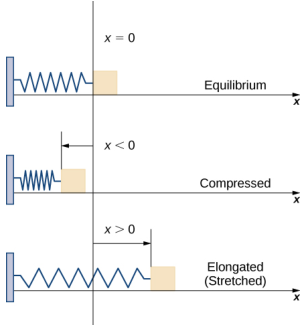 x = 0
Equilibrium
x
x < 0
Compressed
x
x > 0
Elongated
(Stretched)
x